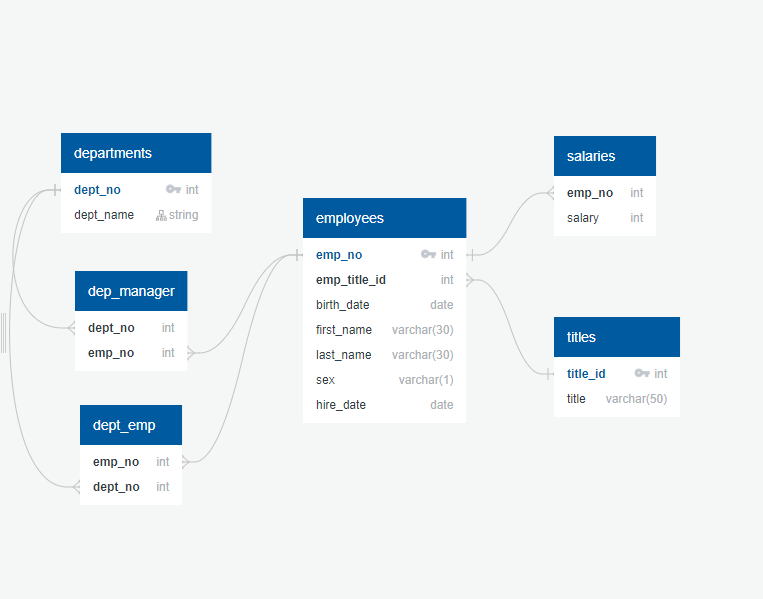 departments
dept_no int
dept_name string
dep_manager
dept_no int
emp_no int
dept_emp
emp_no int
dept_no int
employees
emp_no int
emp_title_id int
birth_date date
first_name varchar(30)
last_name varchar(30)
sex varchar(1)
hire_date date
salaries
emp_no int
salary int
titles
title_id int
title varchar(50)